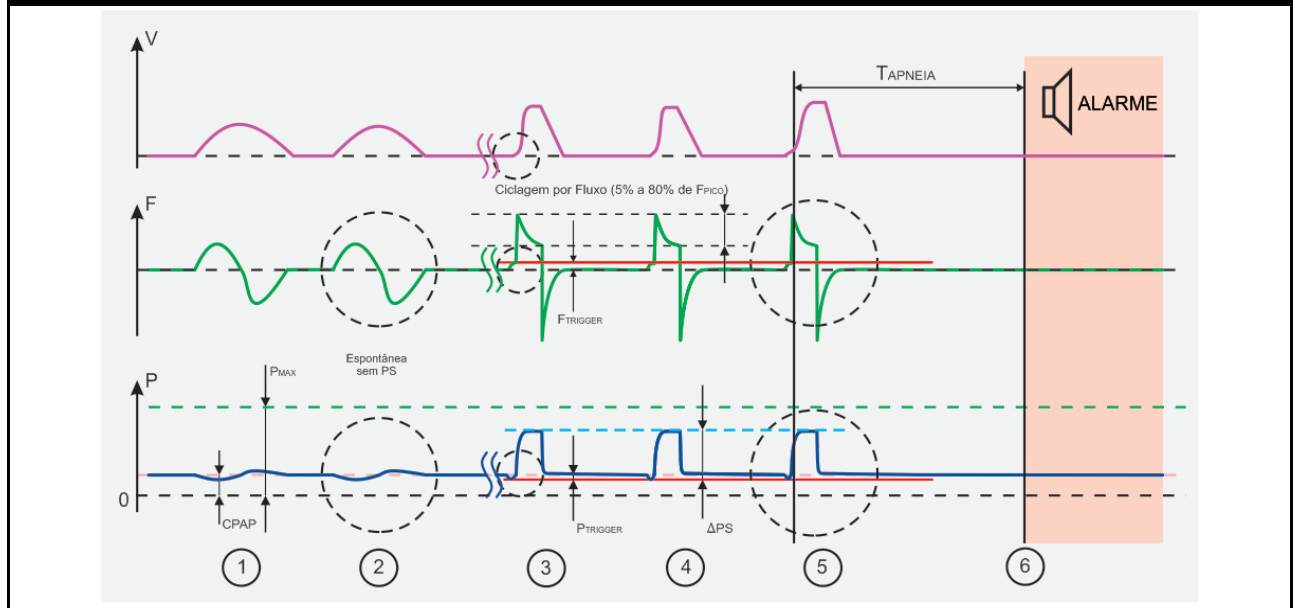 V
TAPNEIA
ALARME
Ciclagem por Fluxo (5% a 80% de FPICO)
F
FTRIGGER
Espontânea
sem PS
PMAX
P
0
CPAP
PTRIGGER
ΔPS
1
2
3
4
5
6